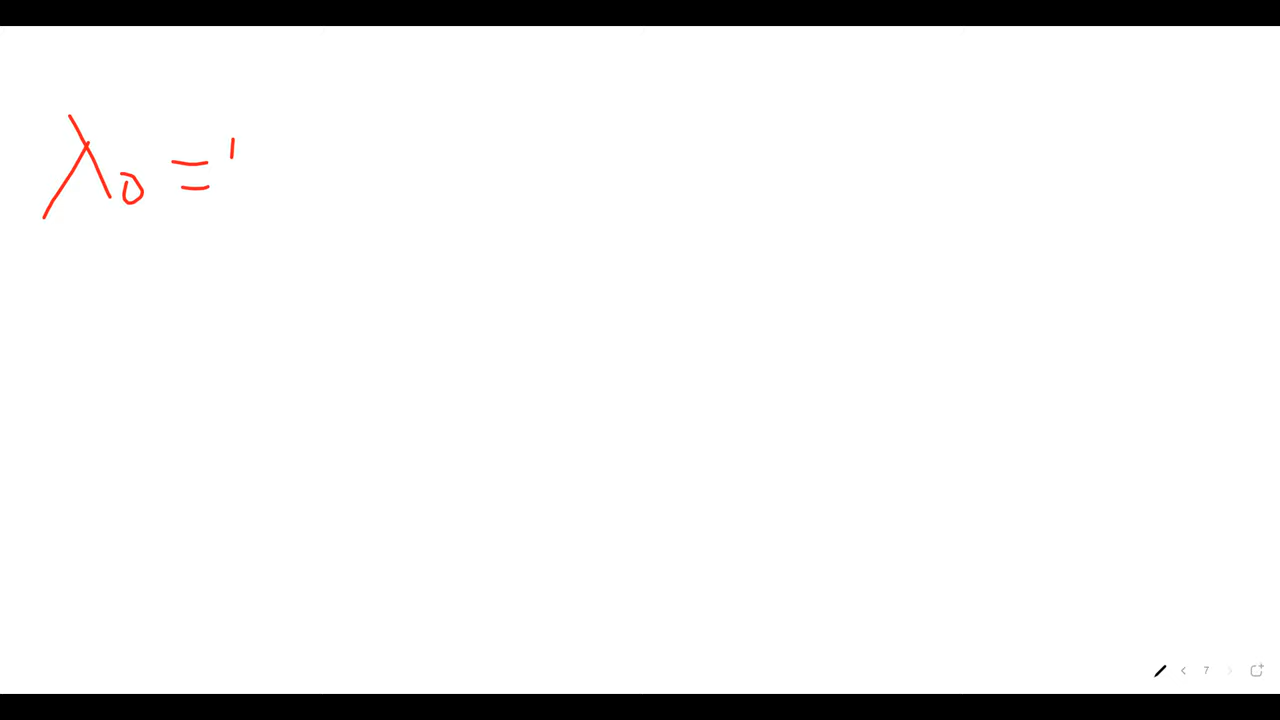 λ₀ = '
7